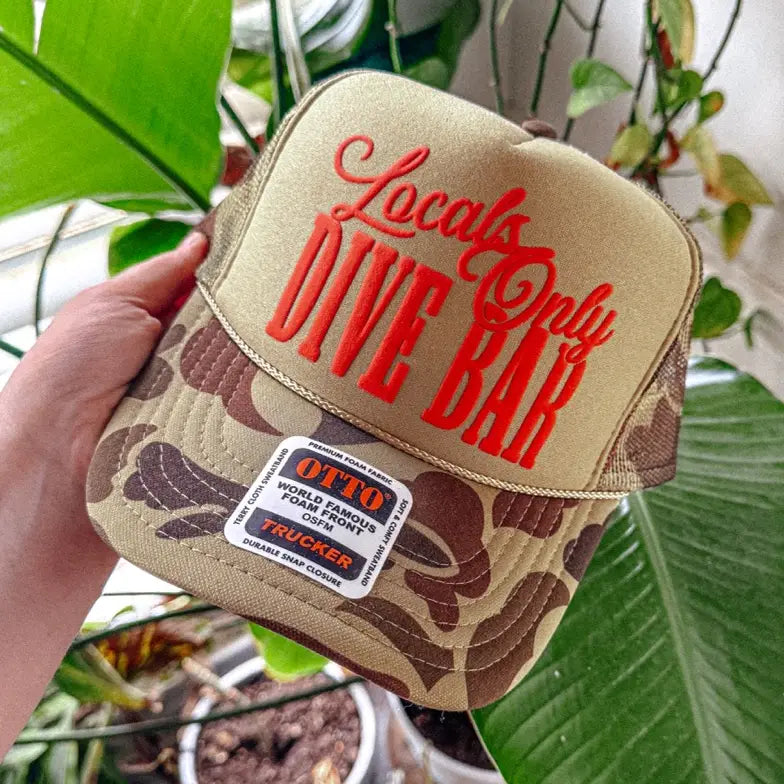 Locals Only
DIVE BAR
PREMIUM FOAM FABRIC
TERRY CLOTH SWEATBAND
OTTO®
WORLD FAMOUS
FOAM FRONT
OSFM
TRUCKER
SOFT & COMFY SWEATBAND
DURABLE SNAP CLOSURE